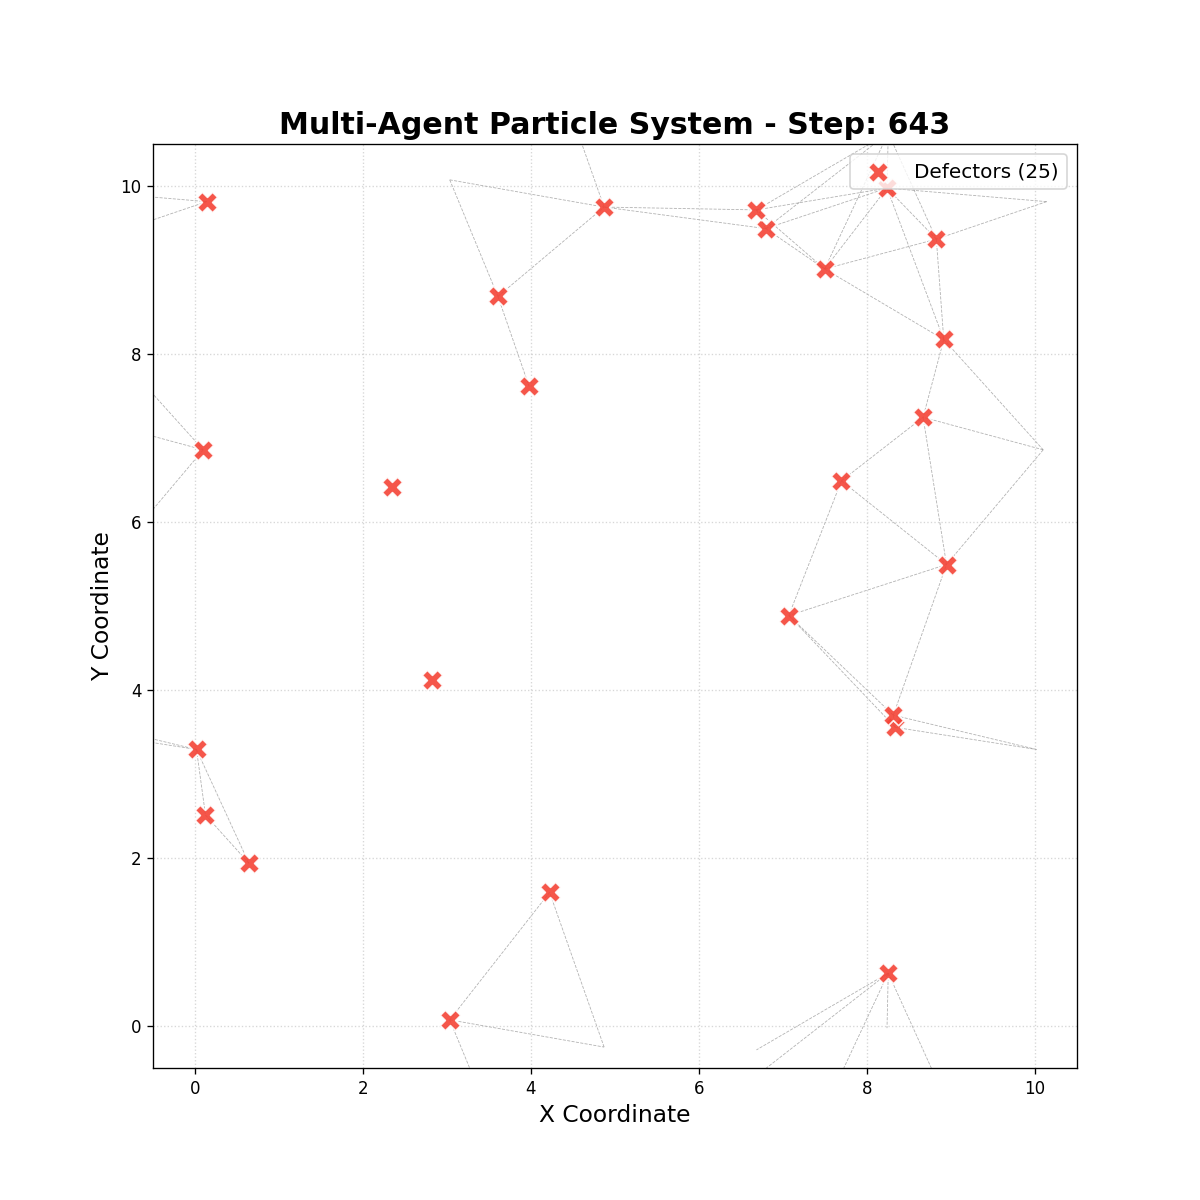 Multi-Agent Particle System - Step: 643
Defectors (25)
10
8
6
4
2
0
Y Coordinate
0 2 4 6 8 10
X Coordinate